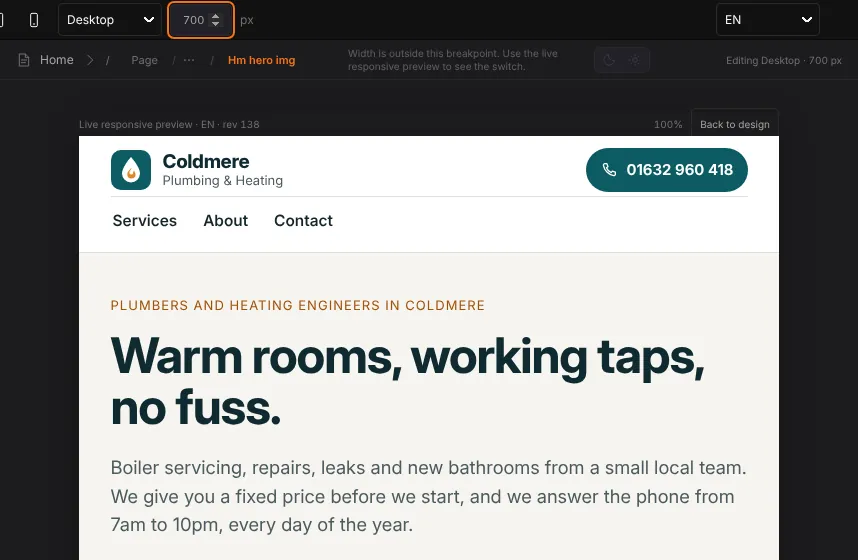 Desktop 700 px EN
Home / Page / ... / Hm hero img
Width is outside this breakpoint. Use the live
responsive preview to see the switch.
Editing Desktop · 700 px
Live responsive preview · EN · rev 138
100% Back to design
Coldmere
Plumbing & Heating
01632 960 418
Services About Contact
PLUMBERS AND HEATING ENGINEERS IN COLDMERE
Warm rooms, working taps,
no fuss.
Boiler servicing, repairs, leaks and new bathrooms from a small local team.
We give you a fixed price before we start, and we answer the phone from
7am to 10pm, every day of the year.